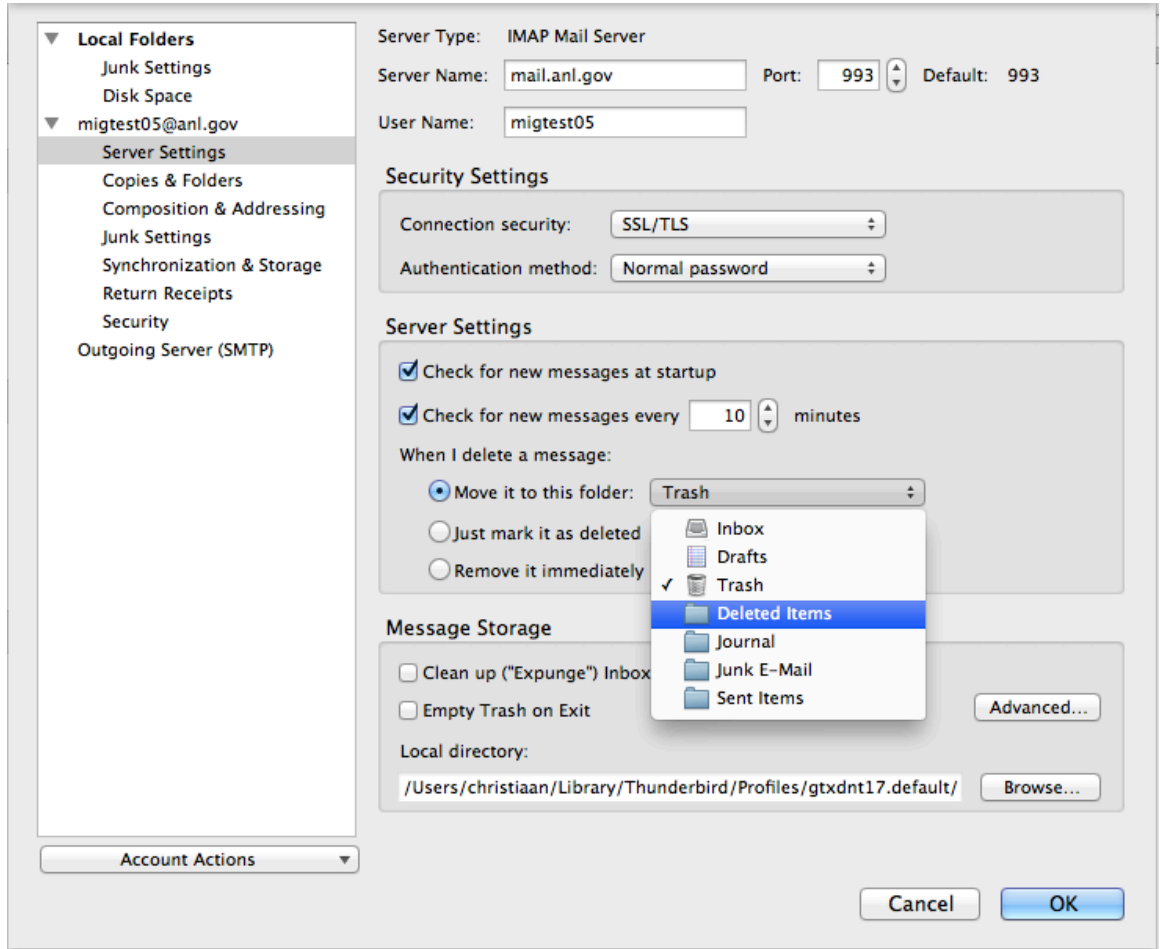 Local Folders
Junk Settings
Disk Space
migtest05@anl.gov
Server Settings
Copies & Folders
Composition & Addressing
Junk Settings
Synchronization & Storage
Return Receipts
Security
Outgoing Server (SMTP)
Account Actions
Server Type: IMAP Mail Server
Server Name: mail.anl.gov Port: 993 Default: 993
User Name: migtest05
Security Settings
Connection security: SSL/TLS
Authentication method: Normal password
Server Settings
Check for new messages at startup
Check for new messages every 10 minutes
When I delete a message:
Move it to this folder: Trash
Just mark it as deleted
Remove it immediately
Inbox
Drafts
✓ Trash
Deleted Items
Journal
Junk E-Mail
Sent Items
Message Storage
Clean up ("Expunge") Inbox
Empty Trash on Exit
Advanced...
Local directory:
/Users/christiaan/Library/Thunderbird/Profiles/gtxdnt17.default/ Browse...
Cancel OK